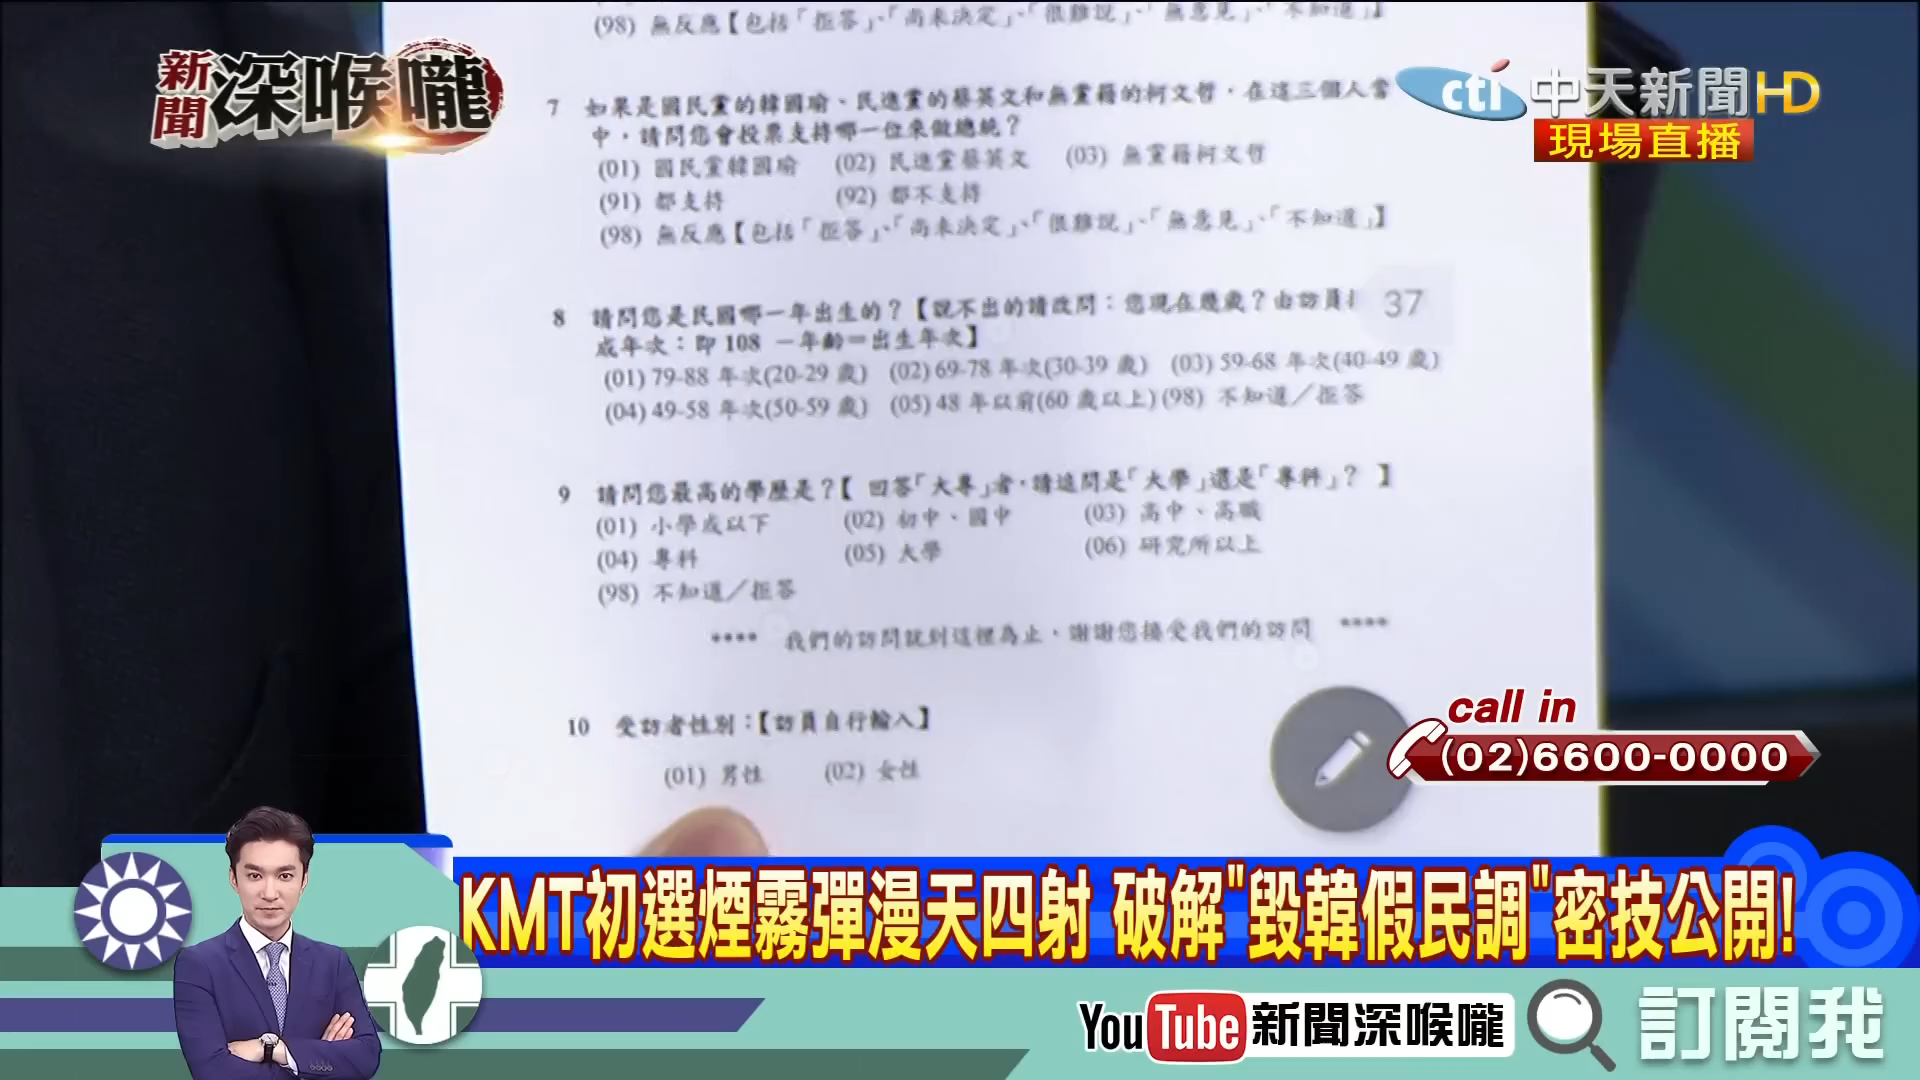 (98) 無反應【包括「拒答」、「尚未決定」、「很難說」、「無意見」、「不知道」】
新聞深喉嚨
cti 中天新聞HD
現場直播
7 如果是國民黨的韓國瑜、民進黨的蔡英文和無黨籍的柯文哲,在這三個人當
中,請問您會投票支持哪一位來做總統?
(01) 國民黨韓國瑜 (02) 民進黨蔡英文 (03) 無黨籍柯文哲
(91) 都支持 (92) 都不支持
(98) 無反應【包括「拒答」、「尚未決定」、「很難說」、「無意見」、「不知道」】
8 請問您是民國哪一年出生的?【說不出的請改問:您現在幾歲?由訪員
37
成年次:即 108 -年齡=出生年次】
(01) 79-88 年次(20-29 歲) (02) 69-78 年次(30-39 歲) (03) 59-68 年次(40-49 歲)
(04) 49-58 年次(50-59 歲) (05) 48 年以前(60 歲以上) (98) 不知道/拒答
9 請問您最高的學歷是?【 回答「大專」者,請追問是「大學」還是「專科」? 】
(01) 小學或以下 (02) 初中、國中 (03) 高中、高職
(04) 專科 (05) 大學 (06) 研究所以上
(98) 不知道/拒答
**** 我們的訪問就到這裡為止,謝謝您接受我們的訪問 ****
10 受訪者性別:【訪員自行輸入】
(01) 男性 (02) 女性
call in
(02)6600-0000
KMT初選煙霧彈漫天四射 破解"毀韓假民調"密技公開!
YouTube 新聞深喉嚨
訂閱我